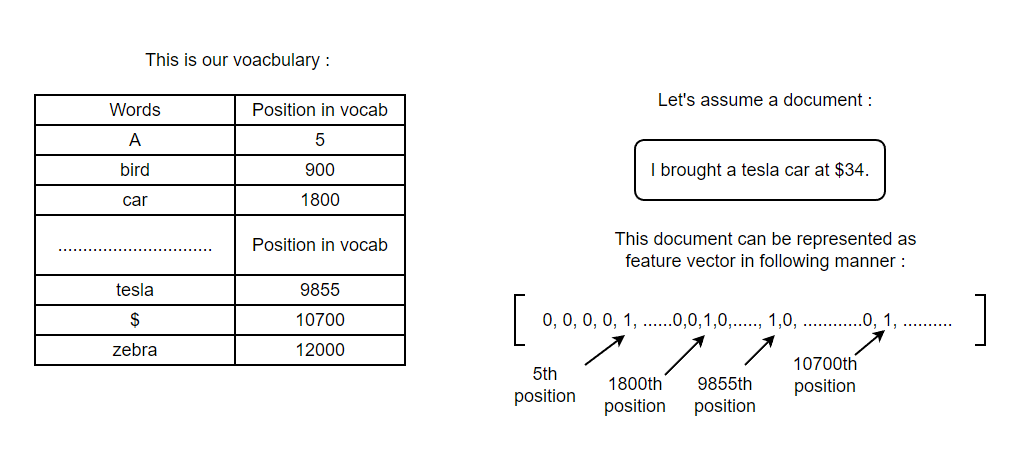 This is our voacbulary :
Words Position in vocab
A 5
bird 900
car 1800
............................... Position in vocab
tesla 9855
$ 10700
zebra 12000
Let's assume a document :
I brought a tesla car at $34.
This document can be represented as
feature vector in following manner :
0, 0, 0, 0, 1, ......0,0,1,0,....., 1,0, ............0, 1, ..........
5th
position
1800th
position
9855th
position
10700th
position